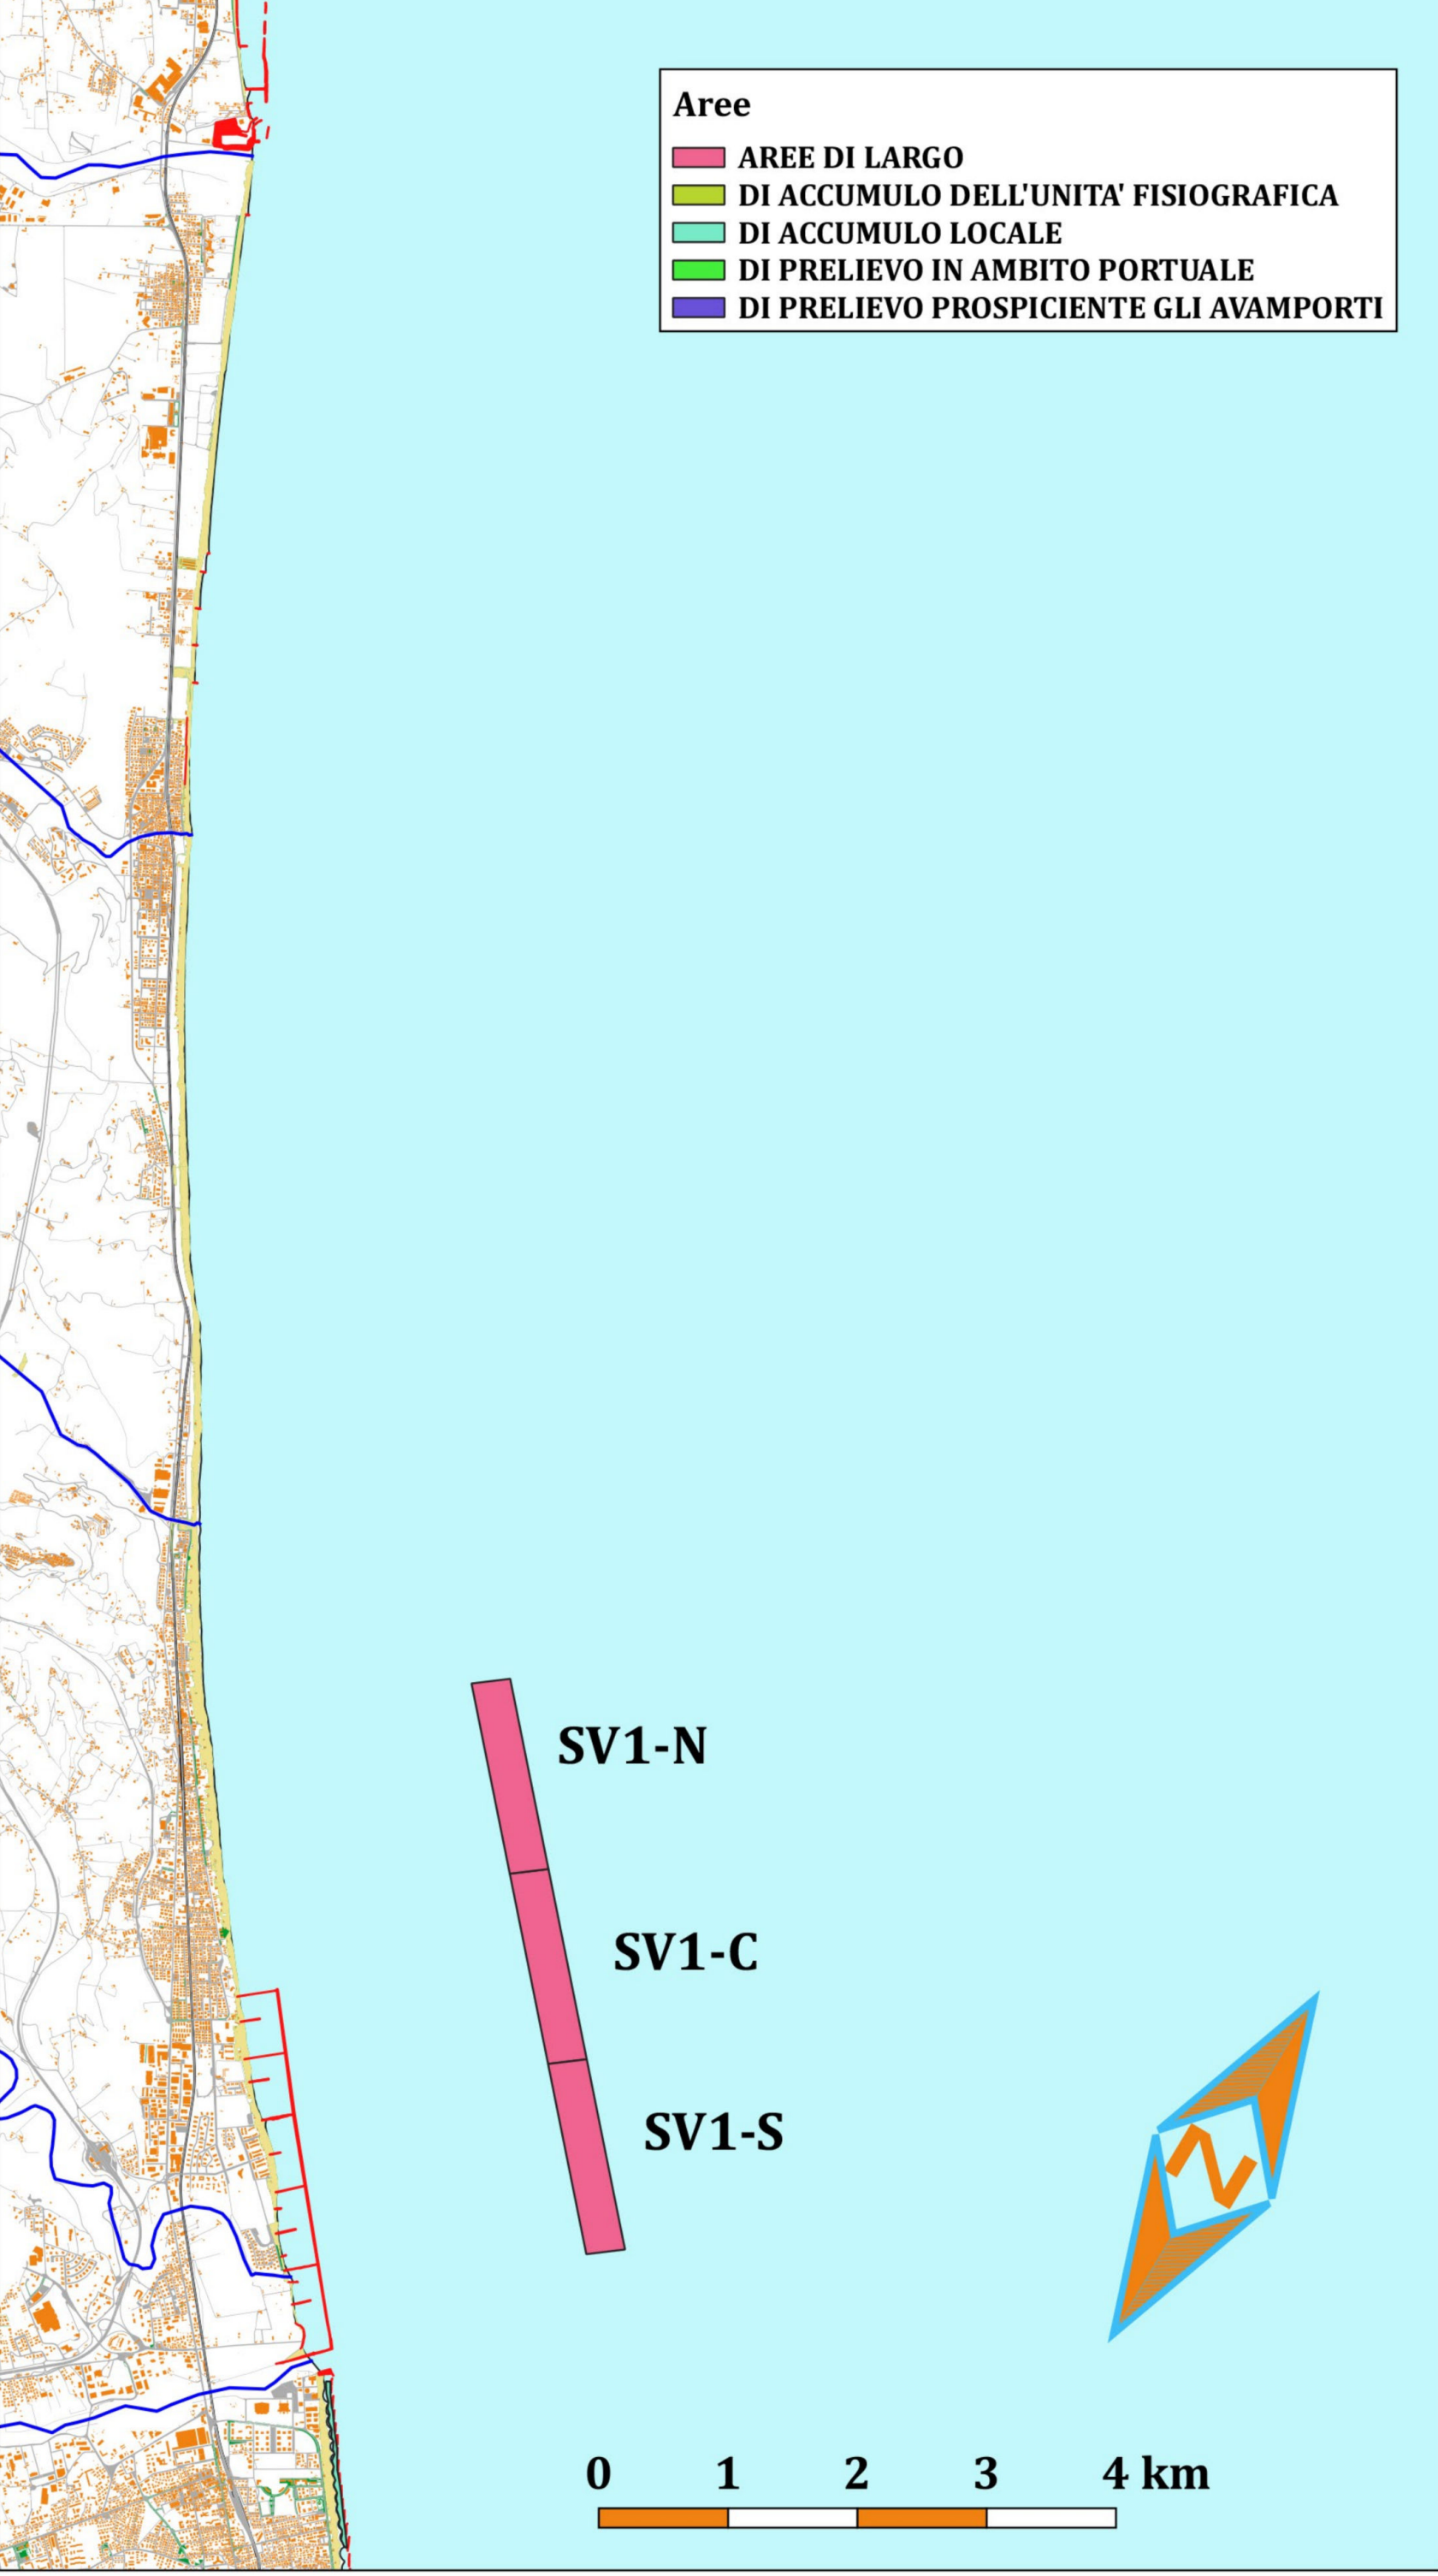 Aree
AREE DI LARGO
DI ACCUMULO DELL'UNITA' FISIOGRAFICA
DI ACCUMULO LOCALE
DI PRELIEVO IN AMBITO PORTUALE
DI PRELIEVO PROSPICIENTE GLI AVAMPORTI
SV1-N
SV1-C
SV1-S
N
0 1 2 3 4 km